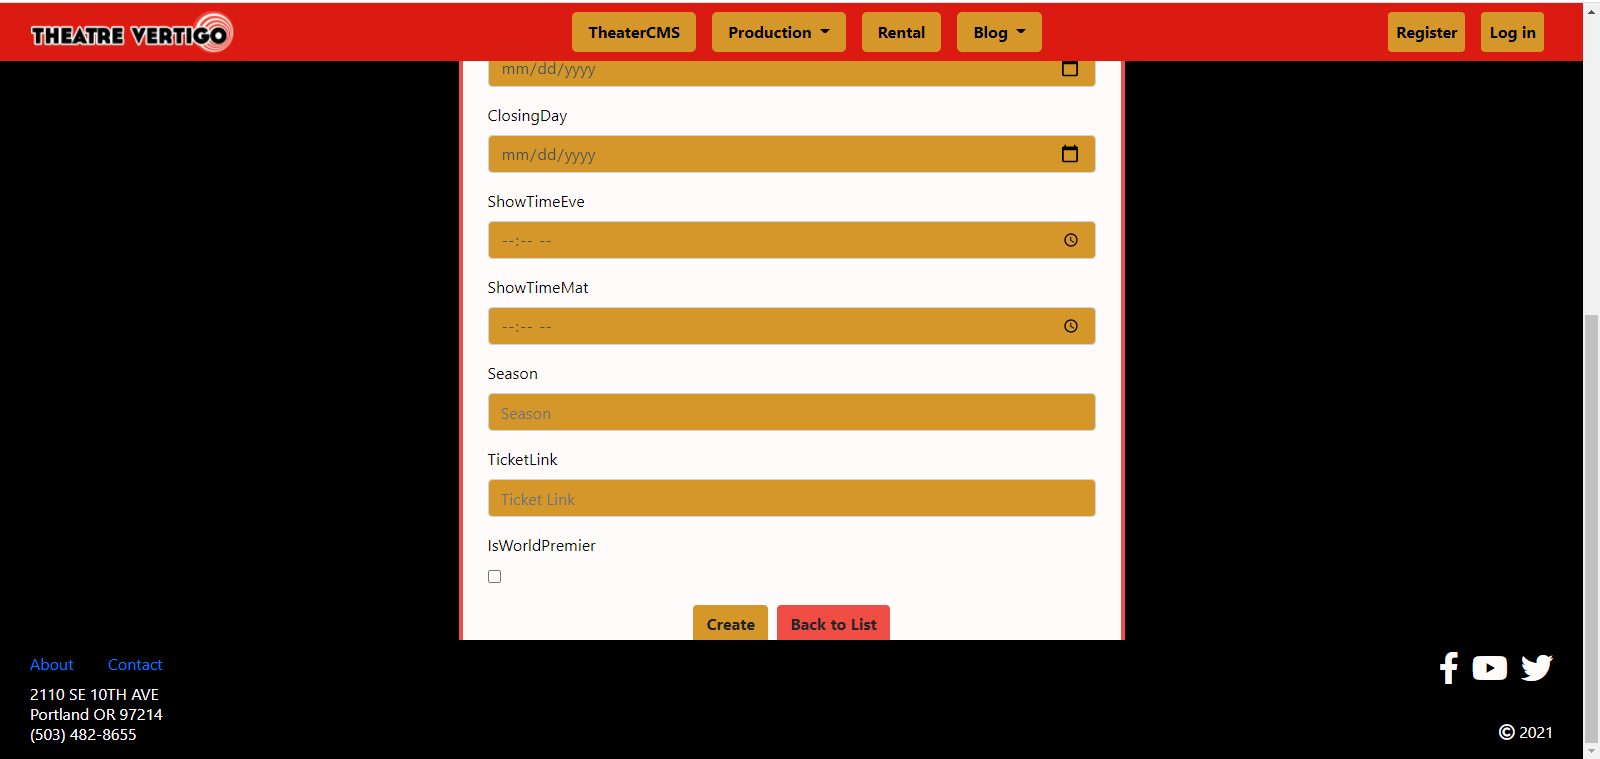 THEATRE VERTIGO
TheaterCMS Production Rental Blog Register Log in
mm/dd/yyyy
ClosingDay
mm/dd/yyyy
ShowTimeEve
--:-- --
ShowTimeMat
--:-- --
Season
Season
TicketLink
Ticket Link
IsWorldPremier
Create Back to List
About Contact
2110 SE 10TH AVE
Portland OR 97214
(503) 482-8655
© 2021